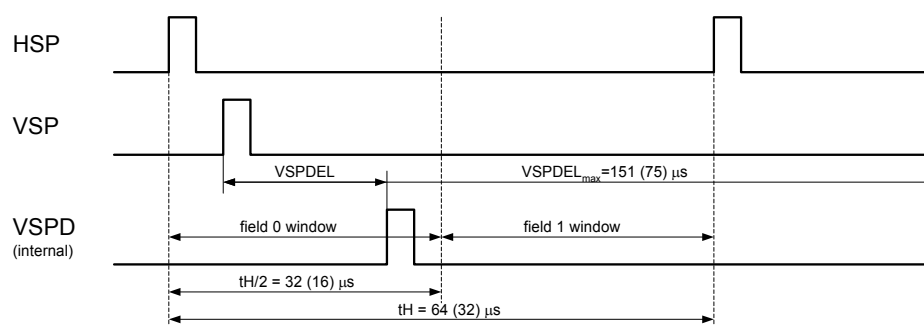 HSP
VSP
VSPDEL
VSPDELmax=151 (75) μs
VSPD
(internal)
field 0 window
field 1 window
tH/2 = 32 (16) μs
tH = 64 (32) μs